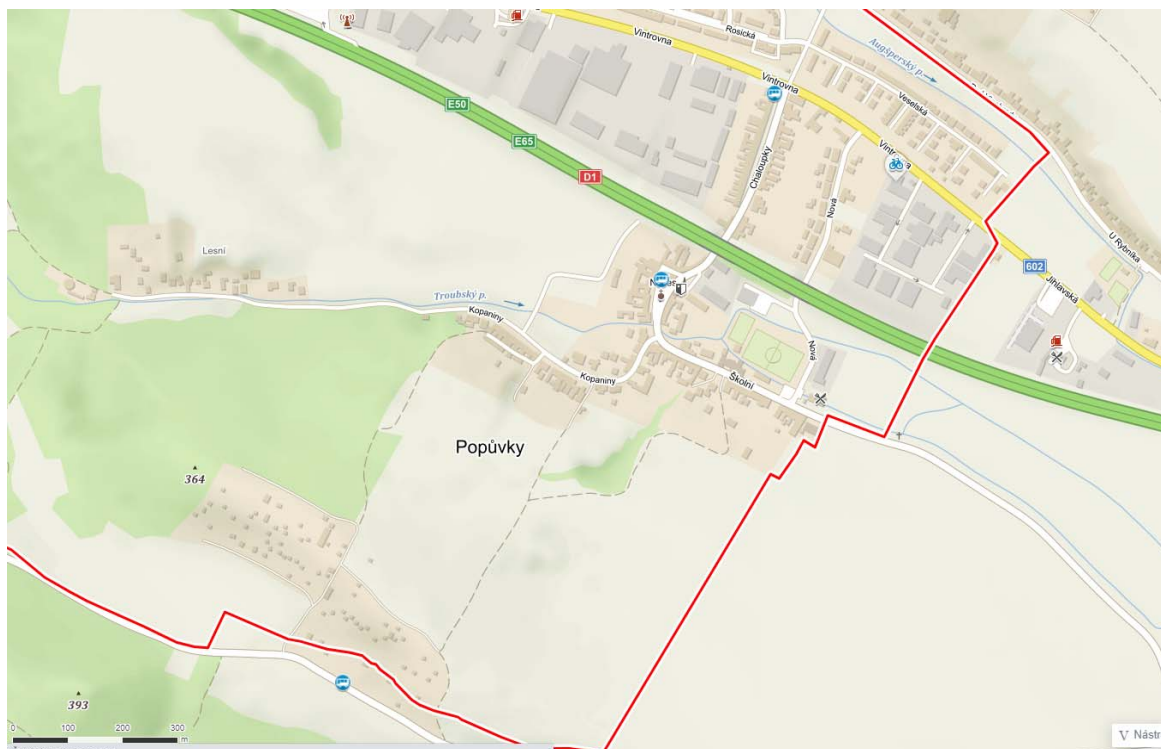 Rosická
Vintrovna
Augšperský p.
Vintrovna
Veselská
E50
E65
D1
Chaloupky
Vintrovna
Nová
U Rybníka
Lesní
602
Jihlavská
Troubský p.
Kopaniny
Nová
Kopaniny
Školní
Popůvky
364
393
0 100 200 300
m
V Nástr